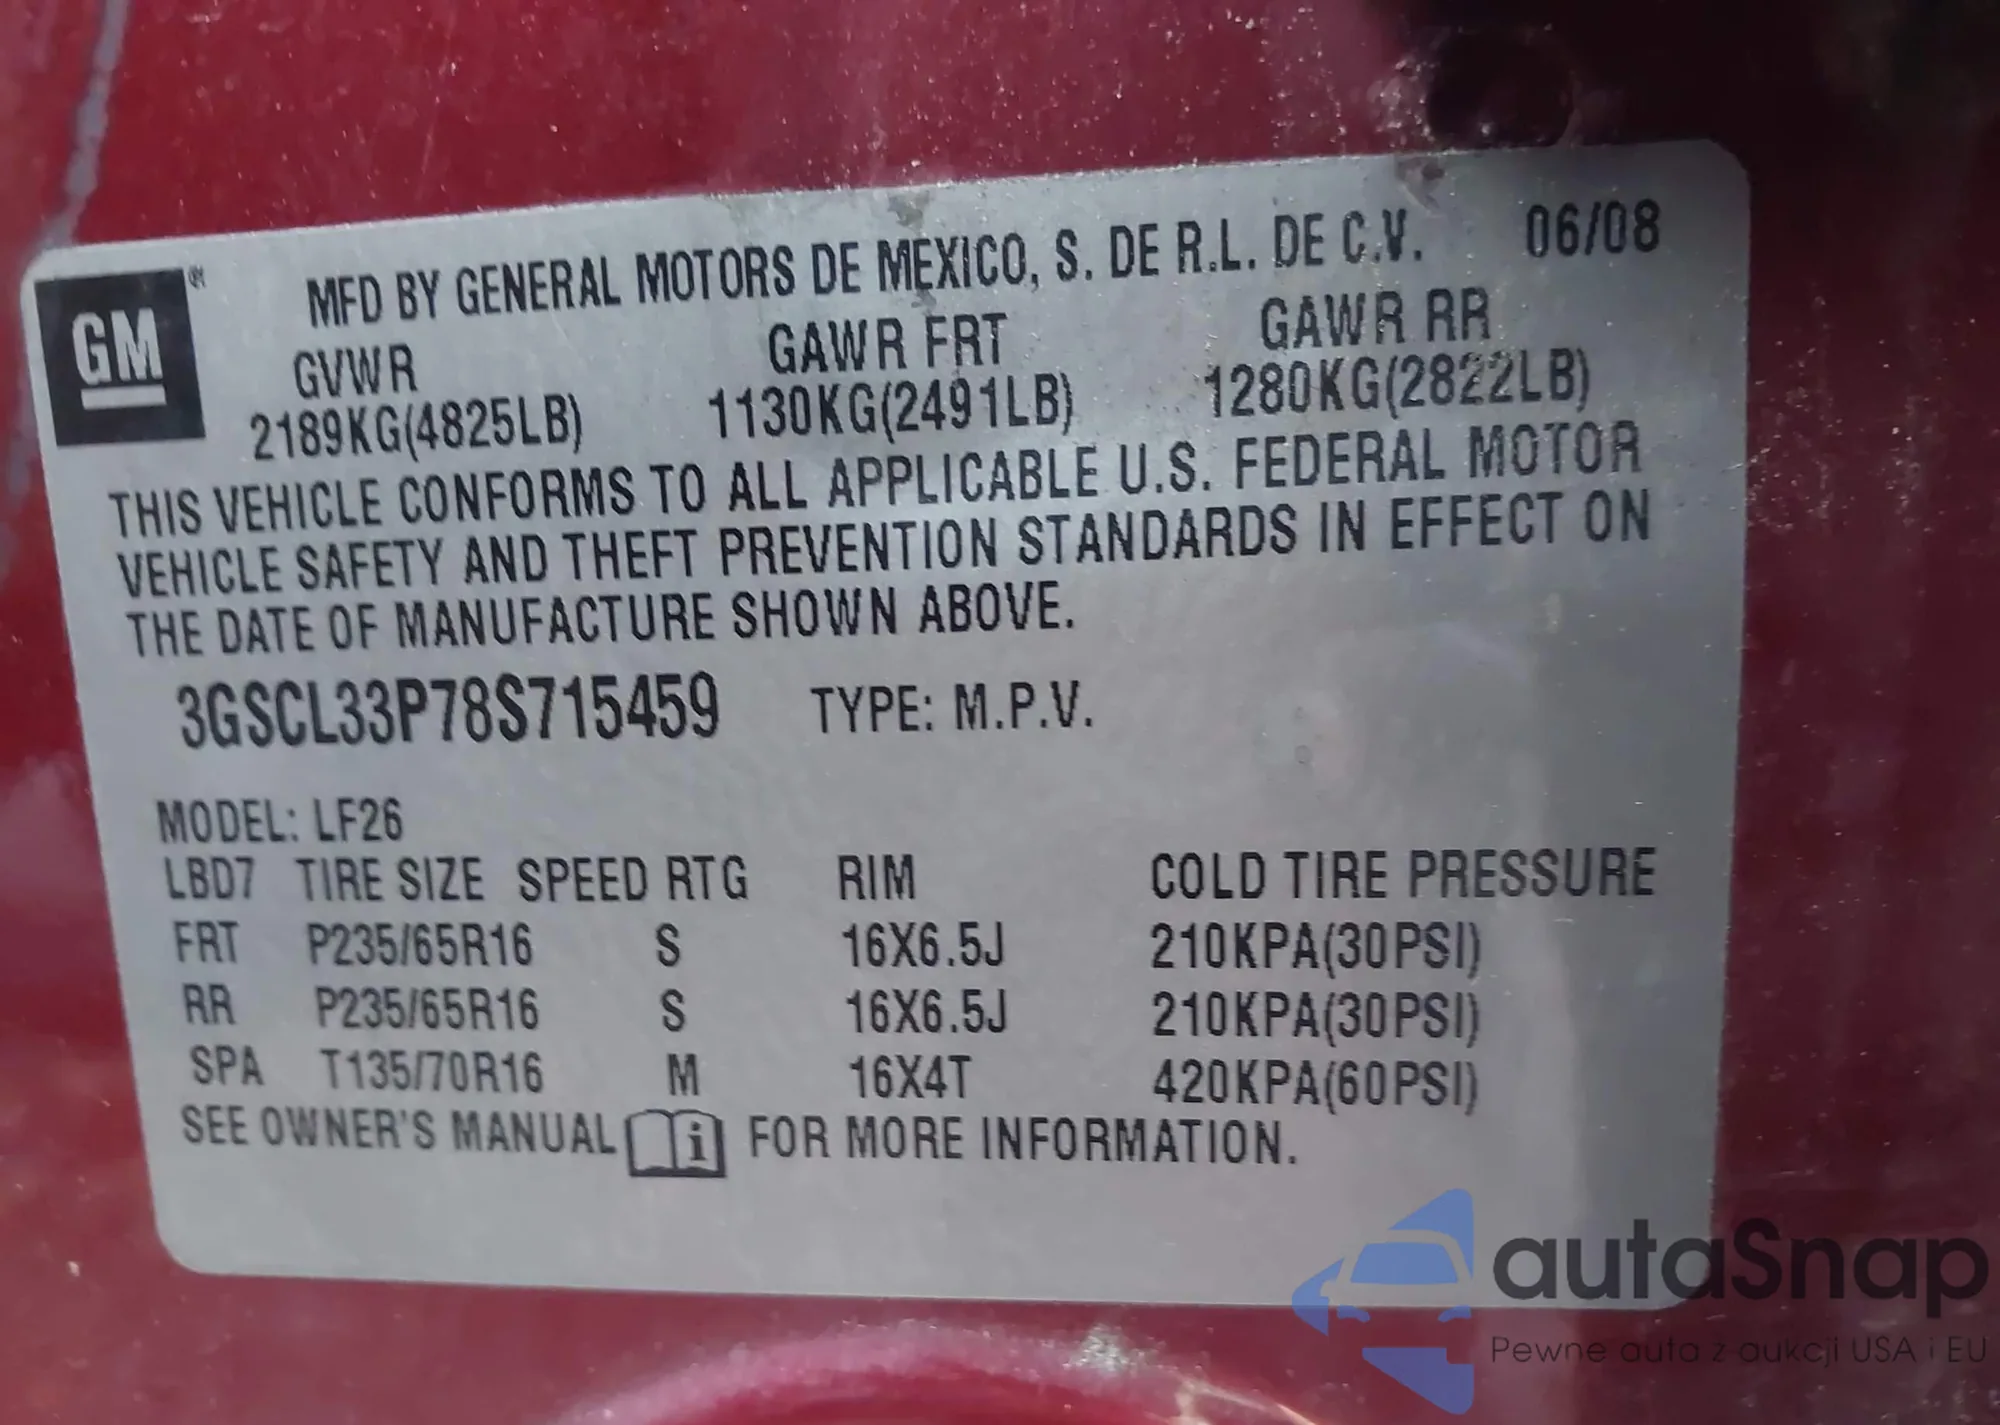 GM®
MFD BY GENERAL MOTORS DE MEXICO, S. DE R.L. DE C.V. 06/08
GVWR GAWR FRT GAWR RR
2189KG(4825LB) 1130KG(2491LB) 1280KG(2822LB)
THIS VEHICLE CONFORMS TO ALL APPLICABLE U.S. FEDERAL MOTOR
VEHICLE SAFETY AND THEFT PREVENTION STANDARDS IN EFFECT ON
THE DATE OF MANUFACTURE SHOWN ABOVE.
3GSCL33P78S715459 TYPE: M.P.V.
MODEL: LF26
LBD7 TIRE SIZE SPEED RTG RIM COLD TIRE PRESSURE
FRT P235/65R16 S 16X6.5J 210KPA(30PSI)
RR P235/65R16 S 16X6.5J 210KPA(30PSI)
SPA T135/70R16 M 16X4T 420KPA(60PSI)
SEE OWNER'S MANUAL i FOR MORE INFORMATION.
autaSnap
Pewne auta z aukcji USA i EU